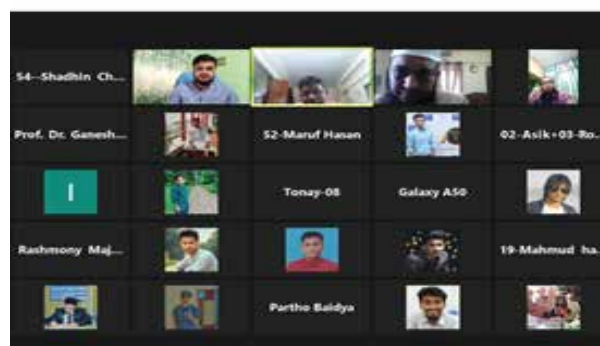 54--Shadhin Ch...
Prof. Dr. Ganesh...
52-Maruf Hasan
02-Asik+03-Ro...
I
Tonay-08
Galaxy A50
Rashmony Maj...
19-Mahmud ha...
Partho Baidya